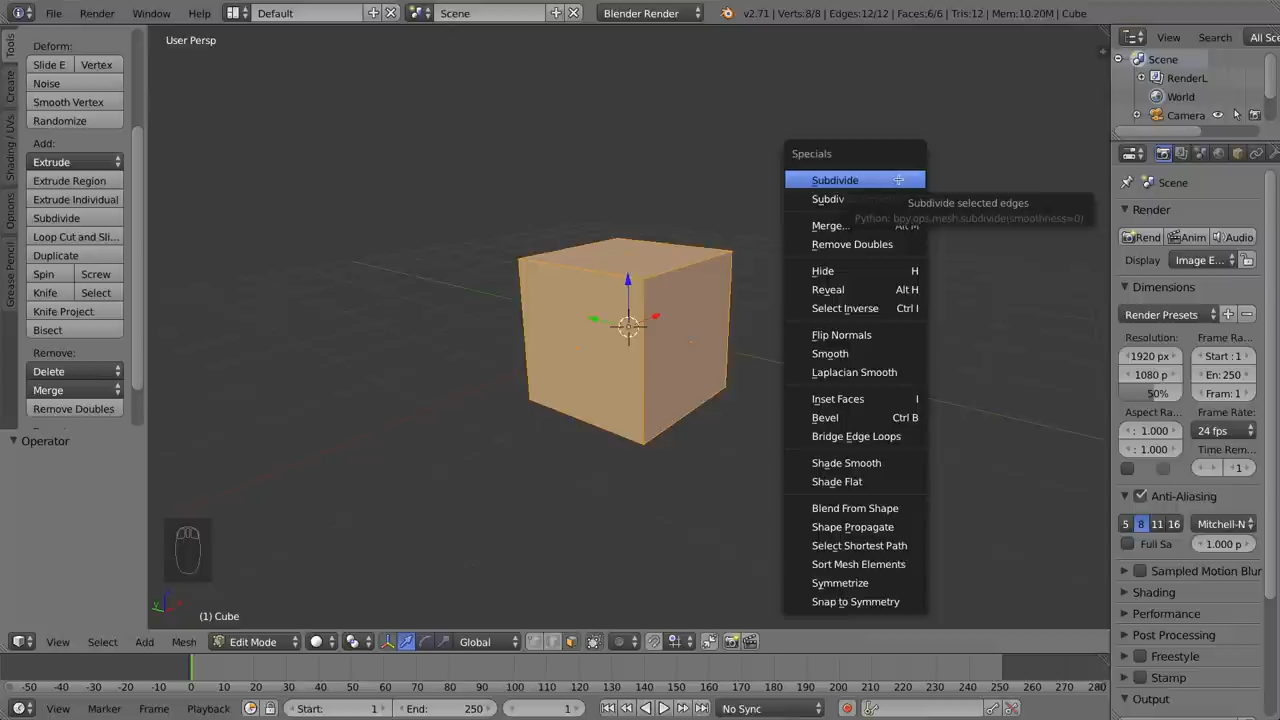 File Render Window Help Default Scene Blender Render v2.71 | Verts:8/8 | Edges:12/12 | Faces:6/6 | Tris:12 | Mem:10.20M | Cube
User Persp
Tools
Create
Shading / UVs
Options
Grease Pencil
Deform:
Slide E Vertex
Noise
Smooth Vertex
Randomize
Add:
Extrude
Extrude Region
Extrude Individual
Subdivide
Loop Cut and Sli...
Duplicate
Spin Screw
Knife Select
Knife Project
Bisect
Remove:
Delete
Merge
Remove Doubles
Operator
Specials
Subdivide
Subdiv
Subdivide selected edges
Python: bpy.ops.mesh.subdivide(smoothness=0)
Merge... Alt M
Remove Doubles
Hide H
Reveal Alt H
Select Inverse Ctrl I
Flip Normals
Smooth
Laplacian Smooth
Inset Faces I
Bevel Ctrl B
Bridge Edge Loops
Shade Smooth
Shade Flat
Blend From Shape
Shape Propagate
Select Shortest Path
Sort Mesh Elements
Symmetrize
Snap to Symmetry
(1) Cube
View Select Add Mesh Edit Mode Global
-50 -40 -30 -20 -10 0 10 20 30 40 50 60 70 80 90 100 110 120 130 140 150 160 170 180 190 200 210 220 230 240 250 260 270 280
View Marker Frame Playback Start: 1 End: 250 1 No Sync
View Search All Sce
Scene
RenderL
World
Camera
Scene
Render
Rend Anim Audio
Display Image E...
Dimensions
Render Presets
Resolution: Frame Ra...
1920 px Start : 1
1080 p En: 250
50% Fram: 1
Aspect Ra... Frame Rate:
: 1.000 24 fps
: 1.000 Time Rem...
1
Anti-Aliasing
5 8 11 16 Mitchell-N
Full Sa 1.000 p
Sampled Motion Blur
Shading
Performance
Post Processing
Freestyle
Stamp
Output